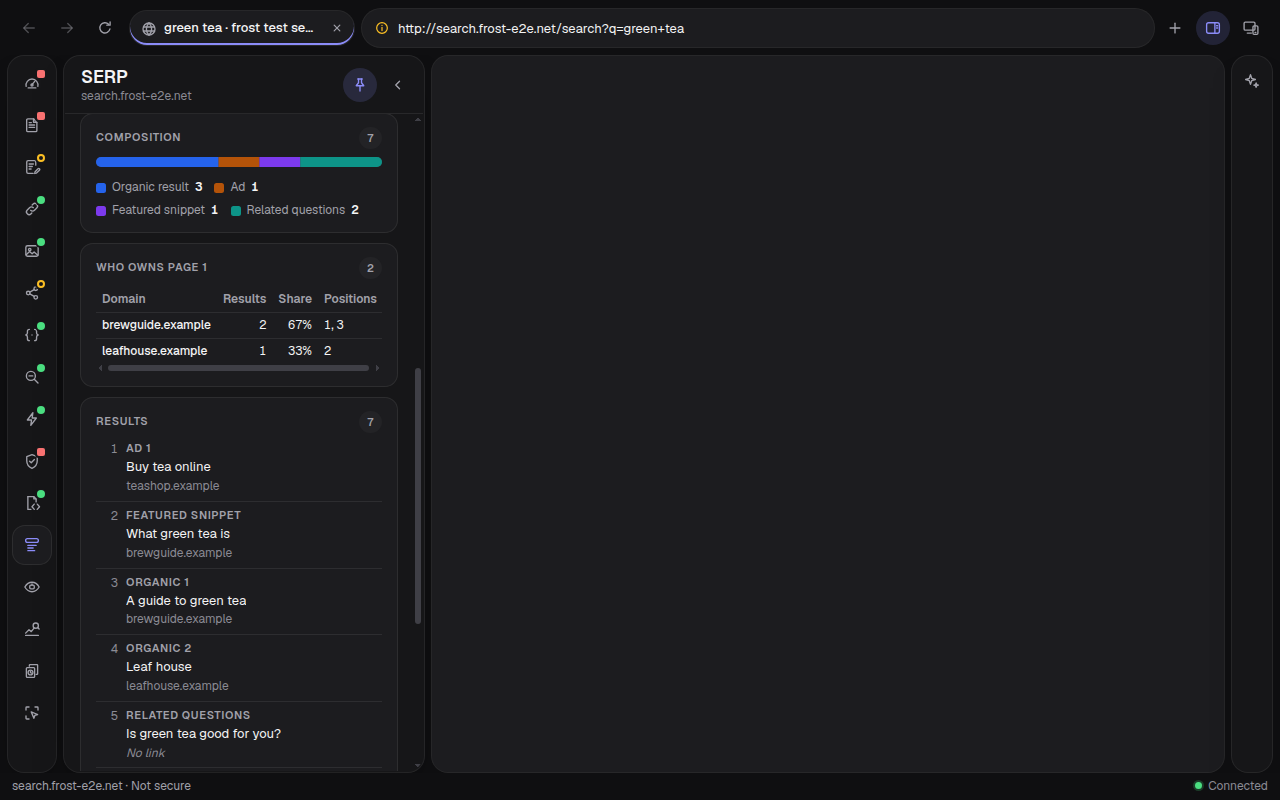 green tea · frost test se...
http://search.frost-e2e.net/search?q=green+tea
SERP
search.frost-e2e.net
COMPOSITION 7
Organic result 3 Ad 1
Featured snippet 1 Related questions 2
WHO OWNS PAGE 1 2
Domain Results Share Positions
brewguide.example 2 67% 1, 3
leafhouse.example 1 33% 2
RESULTS 7
1 AD 1
Buy tea online
teashop.example
2 FEATURED SNIPPET
What green tea is
brewguide.example
3 ORGANIC 1
A guide to green tea
brewguide.example
4 ORGANIC 2
Leaf house
leafhouse.example
5 RELATED QUESTIONS
Is green tea good for you?
No link
search.frost-e2e.net · Not secure
Connected